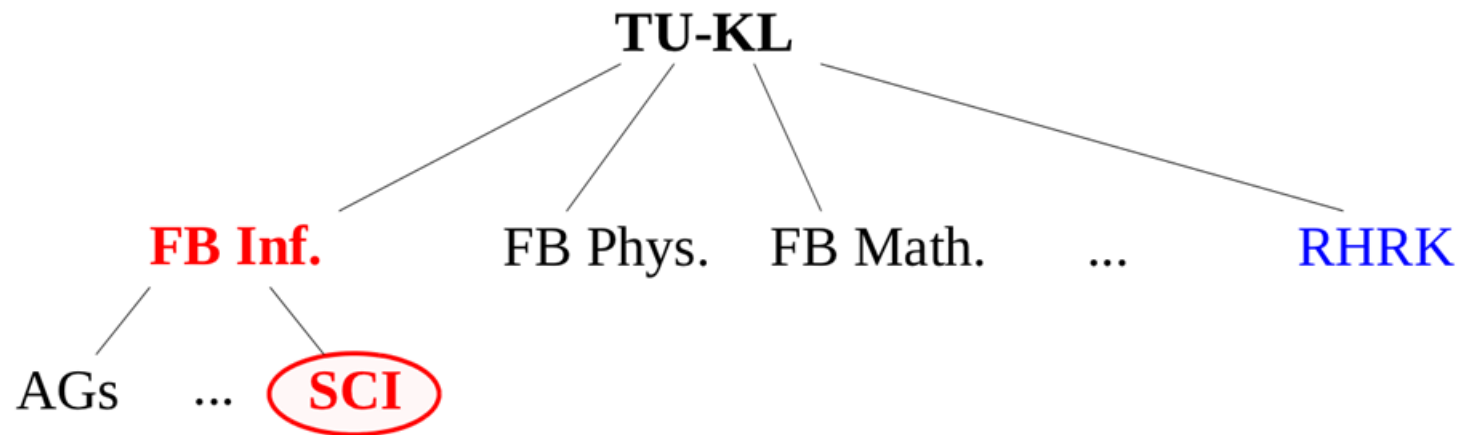 TU-KL
FB Inf. FB Phys. FB Math. ... RHRK
AGs ... SCI